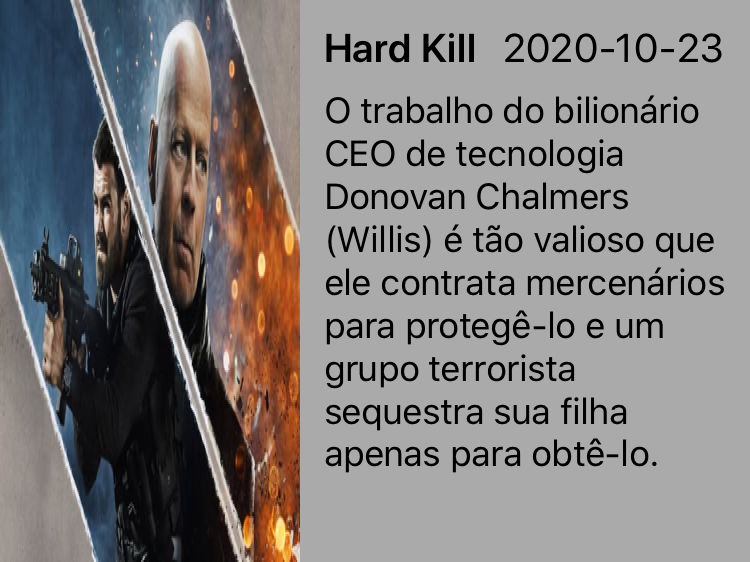 Hard Kill 2020-10-23
O trabalho do bilionário
CEO de tecnologia
Donovan Chalmers
(Willis) é tão valioso que
ele contrata mercenários
para protegê-lo e um
grupo terrorista
sequestra sua filha
apenas para obtê-lo.